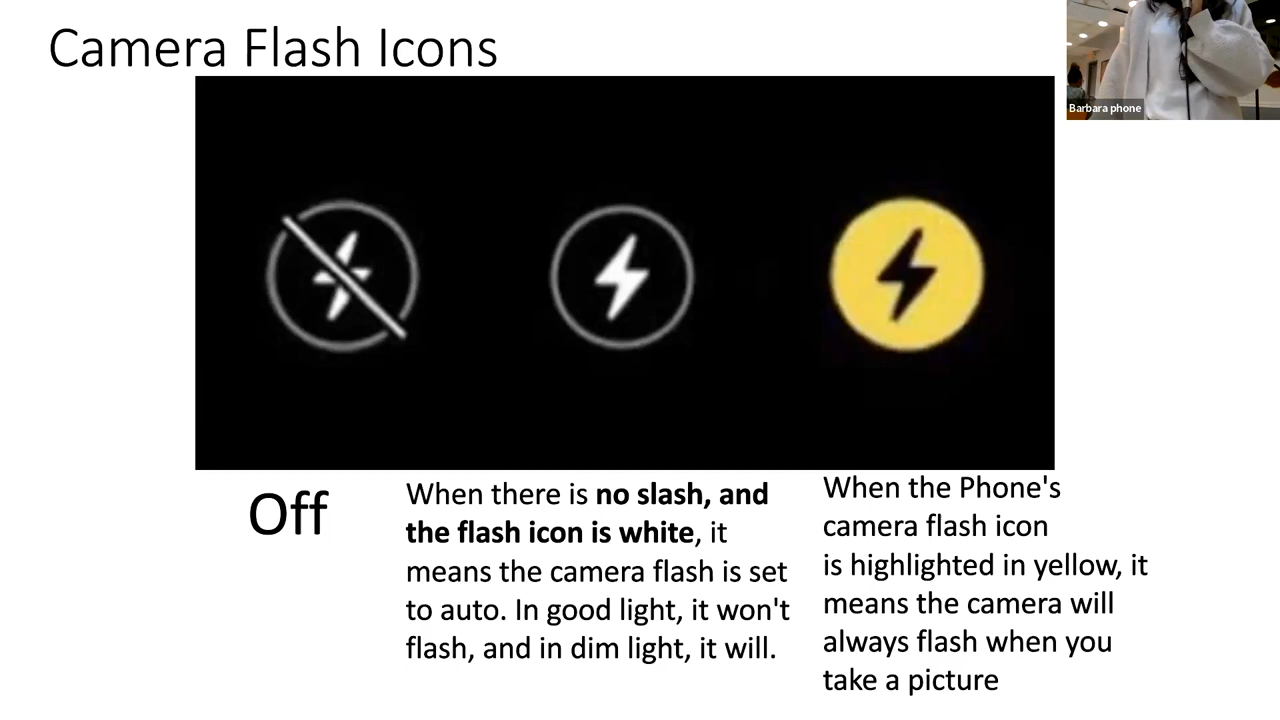 Camera Flash Icons
Barbara phone
Off
When there is no slash, and
the flash icon is white, it
means the camera flash is set
to auto. In good light, it won't
flash, and in dim light, it will.
When the Phone's
camera flash icon
is highlighted in yellow, it
means the camera will
always flash when you
take a picture